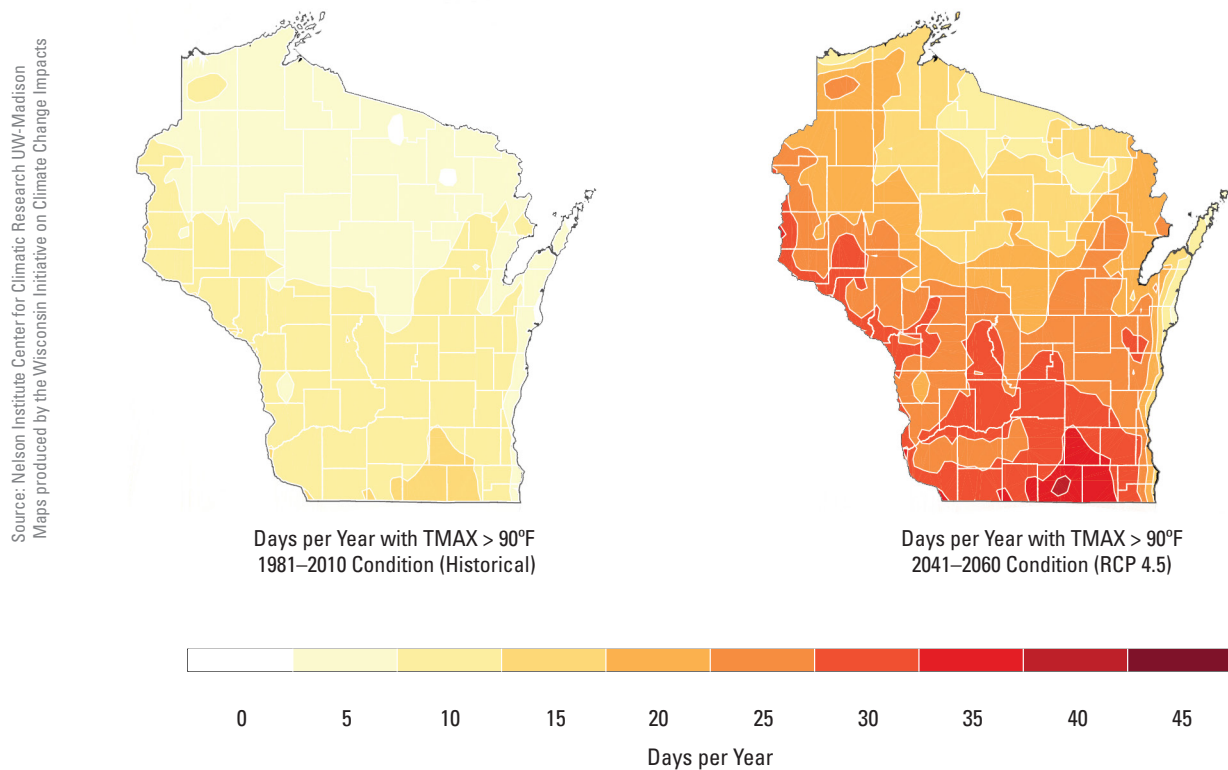 Source: Nelson Institute Center for Climatic Research UW-Madison
Maps produced by the Wisconsin Initiative on Climate Change Impacts
Days per Year with TMAX > 90ºF
1981–2010 Condition (Historical)
Days per Year with TMAX > 90ºF
2041–2060 Condition (RCP 4.5)
0 5 10 15 20 25 30 35 40 45
Days per Year